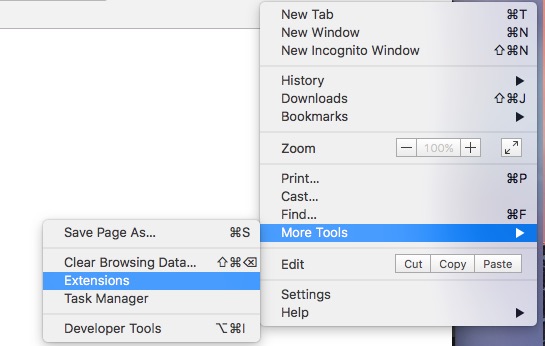 New Tab ⌘T
New Window ⌘N
New Incognito Window ⇧⌘N
History ▶
Downloads ⇧⌘J
Bookmarks ▶
Zoom — 100% +
Print... ⌘P
Cast...
Find... ⌘F
More Tools ▶
Edit Cut Copy Paste
Settings
Help ▶
Save Page As... ⌘S
Clear Browsing Data... ⇧⌘⌫
Extensions
Task Manager
Developer Tools ⌥⌘I